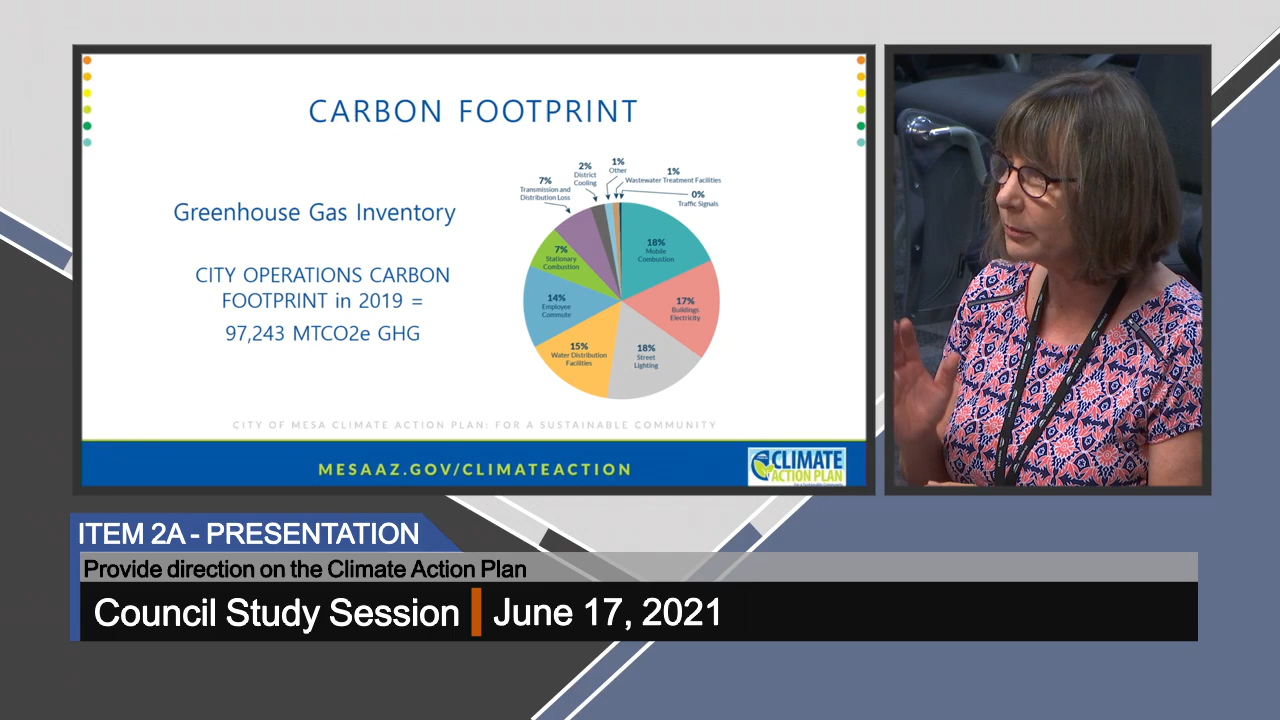 CARBON FOOTPRINT
Greenhouse Gas Inventory
CITY OPERATIONS CARBON
FOOTPRINT in 2019 =
97,243 MTCO2e GHG
1%
Other
2%
District
Cooling
1%
Wastewater Treatment Facilities
7%
Transmission and
Distribution Loss
0%
Traffic Signals
18%
Mobile
Combustion
7%
Stationary
Combustion
17%
Buildings
Electricity
14%
Employee
Commute
15%
Water Distribution
Facilities
18%
Street
Lighting
CITY OF MESA CLIMATE ACTION PLAN: FOR A SUSTAINABLE COMMUNITY
MESAAZ.GOV/CLIMATEACTION
CLIMATE
ACTION PLAN
ITEM 2A - PRESENTATION
Provide direction on the Climate Action Plan
Council Study Session | June 17, 2021